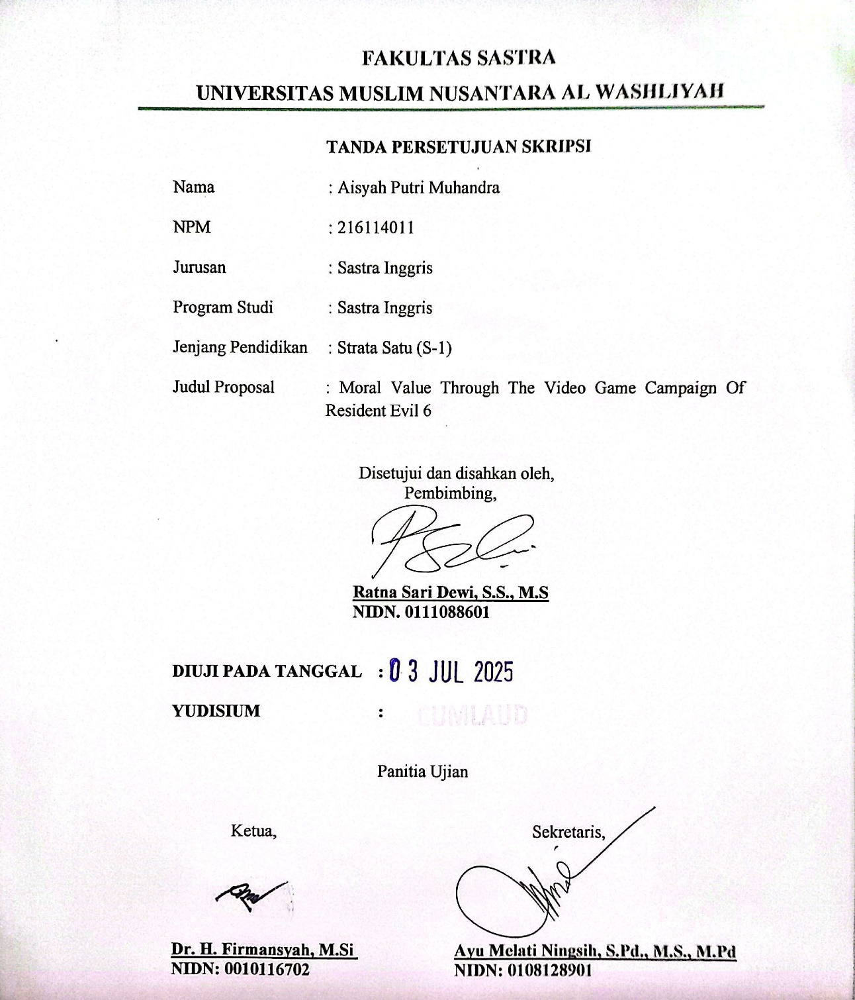 FAKULTAS SASTRA
UNIVERSITAS MUSLIM NUSANTARA AL WASHLIYAH
TANDA PERSETUJUAN SKRIPSI
Nama : Aisyah Putri Muhandra
NPM : 216114011
Jurusan : Sastra Inggris
Program Studi : Sastra Inggris
Jenjang Pendidikan : Strata Satu (S-1)
Judul Proposal : Moral Value Through The Video Game Campaign Of
Resident Evil 6
Disetujui dan disahkan oleh,
Pembimbing,
Ratna Sari Dewi, S.S., M.S
NIDN. 0111088601
DIUJI PADA TANGGAL : 03 JUL 2025
YUDISIUM : CUMLAUD
Panitia Ujian
Ketua, Sekretaris,
Dr. H. Firmansyah, M.Si Ayu Melati Ningsih, S.Pd., M.S., M.Pd
NIDN: 0010116702 NIDN: 0108128901